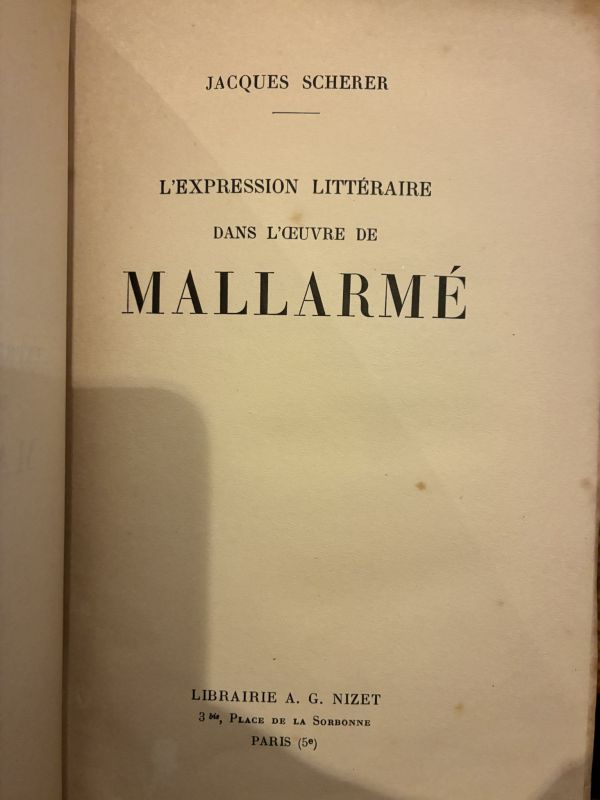 JACQUES SCHERER
L'EXPRESSION LITTÉRAIRE
DANS L'ŒUVRE DE
MALLARMÉ
LIBRAIRIE A. G. NIZET
3 bis, PLACE DE LA SORBONNE
PARIS (5e)